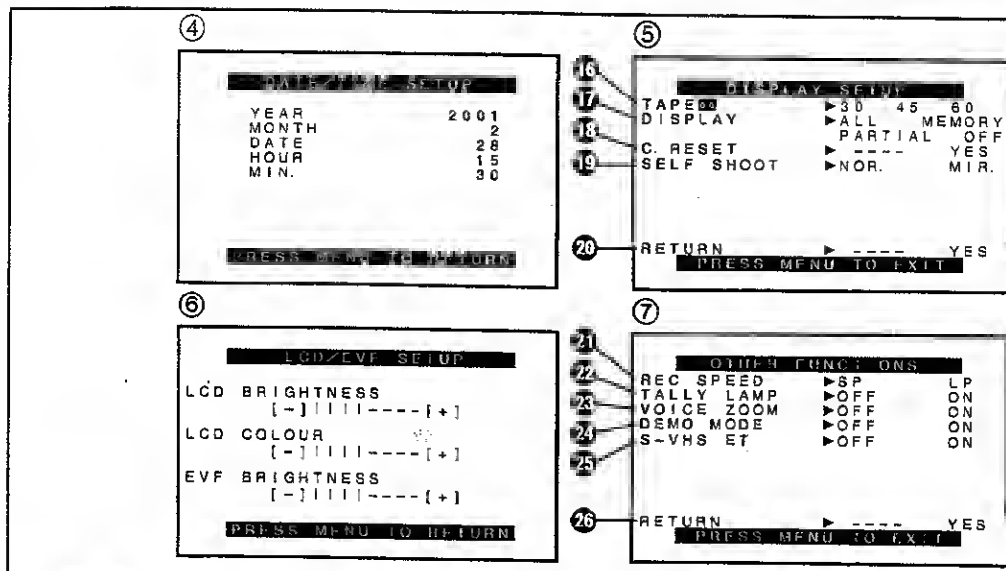 ④
DATE/TIME SETUP
YEAR 2001
MONTH 2
DATE 28
HOUR 15
MIN. 30
PRESS MENU TO RETURN
⑤
DISPLAY SETUP
16 TAPE ▶30 45 60
17 DISPLAY ▶ALL MEMORY
PARTIAL OFF
18 C. RESET ▶ ---- YES
19 SELF SHOOT ▶NOR. MIR.
20 RETURN ▶ ---- YES
PRESS MENU TO EXIT
⑥
LCD/EVF SETUP
LCD BRIGHTNESS
[-]||||----[+]
LCD COLOUR
[-]||||----[+]
EVF BRIGHTNESS
[-]||||----[+]
PRESS MENU TO RETURN
⑦
OTHER FUNCTIONS
21 REC SPEED ▶SP LP
22 TALLY LAMP ▶OFF ON
23 VOICE ZOOM ▶OFF ON
24 DEMO MODE ▶OFF ON
25 S-VHS ET ▶OFF ON
26 RETURN ▶ ---- YES
PRESS MENU TO EXIT